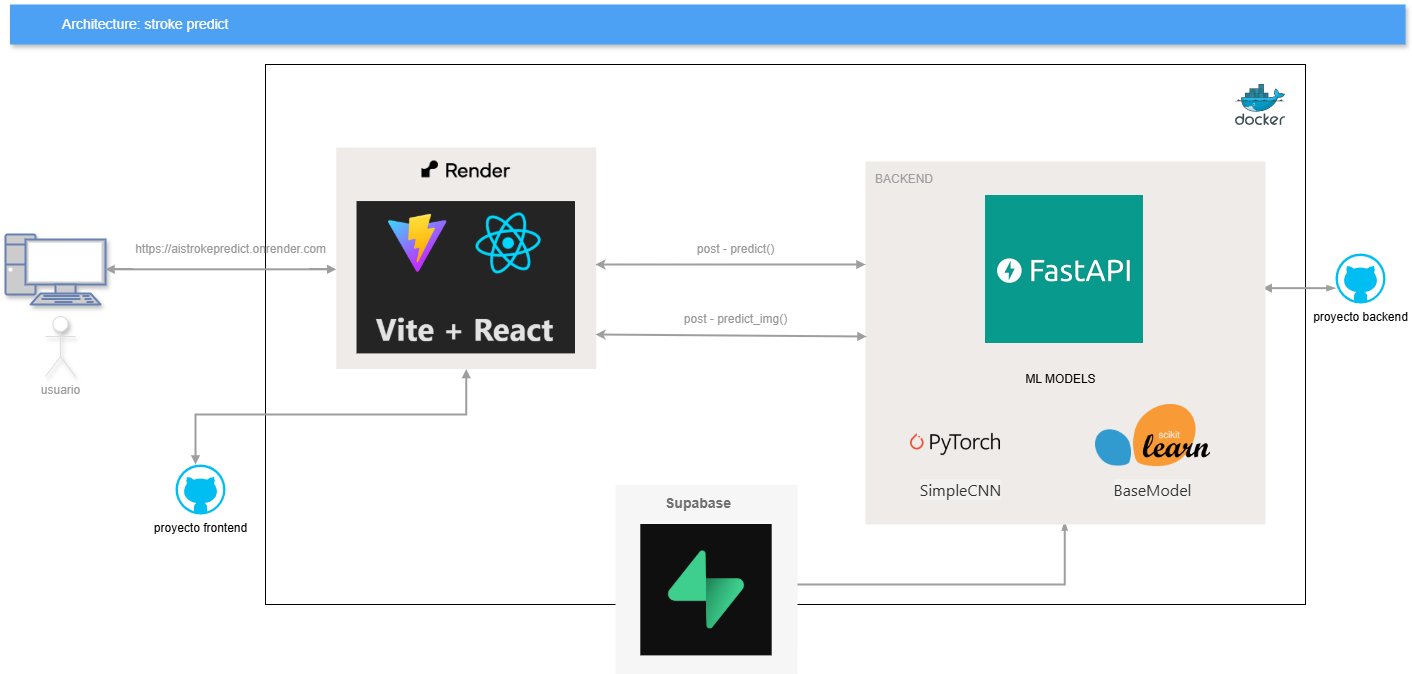 Architecture: stroke predict
docker
Render
Vite + React
https://aistrokepredict.onrender.com
usuario
post - predict()
post - predict_img()
BACKEND
FastAPI
ML MODELS
PyTorch
SimpleCNN
scikit
learn
BaseModel
proyecto backend
proyecto frontend
Supabase